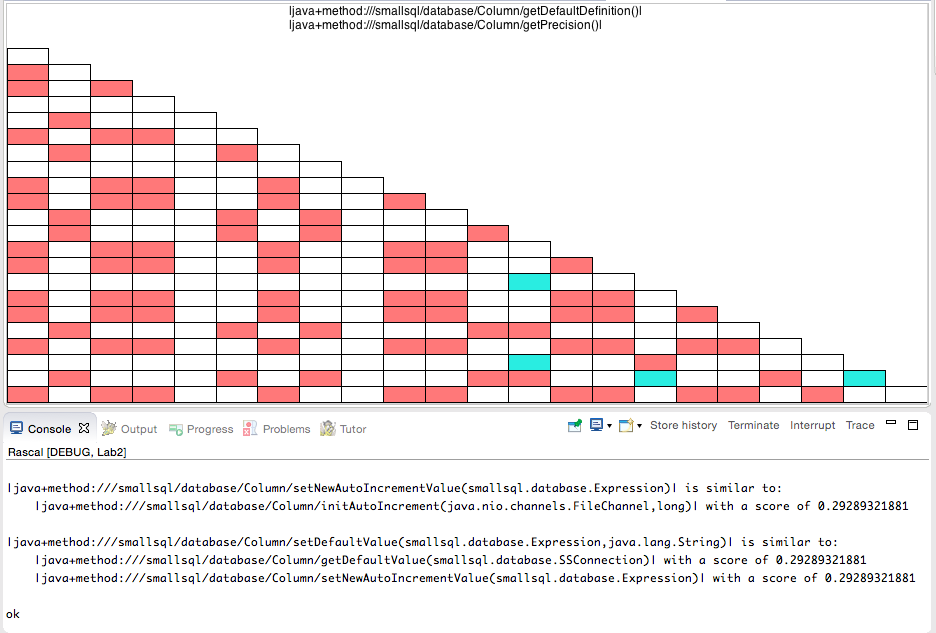 |java+method:///smallsql/database/Column/getDefaultDefinition()|
|java+method:///smallsql/database/Column/getPrecision()|
Console Output Progress Problems Tutor Store history Terminate Interrupt Trace
Rascal [DEBUG, Lab2]
|java+method:///smallsql/database/Column/setNewAutoIncrementValue(smallsql.database.Expression)| is similar to:
|java+method:///smallsql/database/Column/initAutoIncrement(java.nio.channels.FileChannel,long)| with a score of 0.29289321881
|java+method:///smallsql/database/Column/setDefaultValue(smallsql.database.Expression,java.lang.String)| is similar to:
|java+method:///smallsql/database/Column/getDefaultValue(smallsql.database.SSConnection)| with a score of 0.29289321881
|java+method:///smallsql/database/Column/setNewAutoIncrementValue(smallsql.database.Expression)| with a score of 0.29289321881
ok